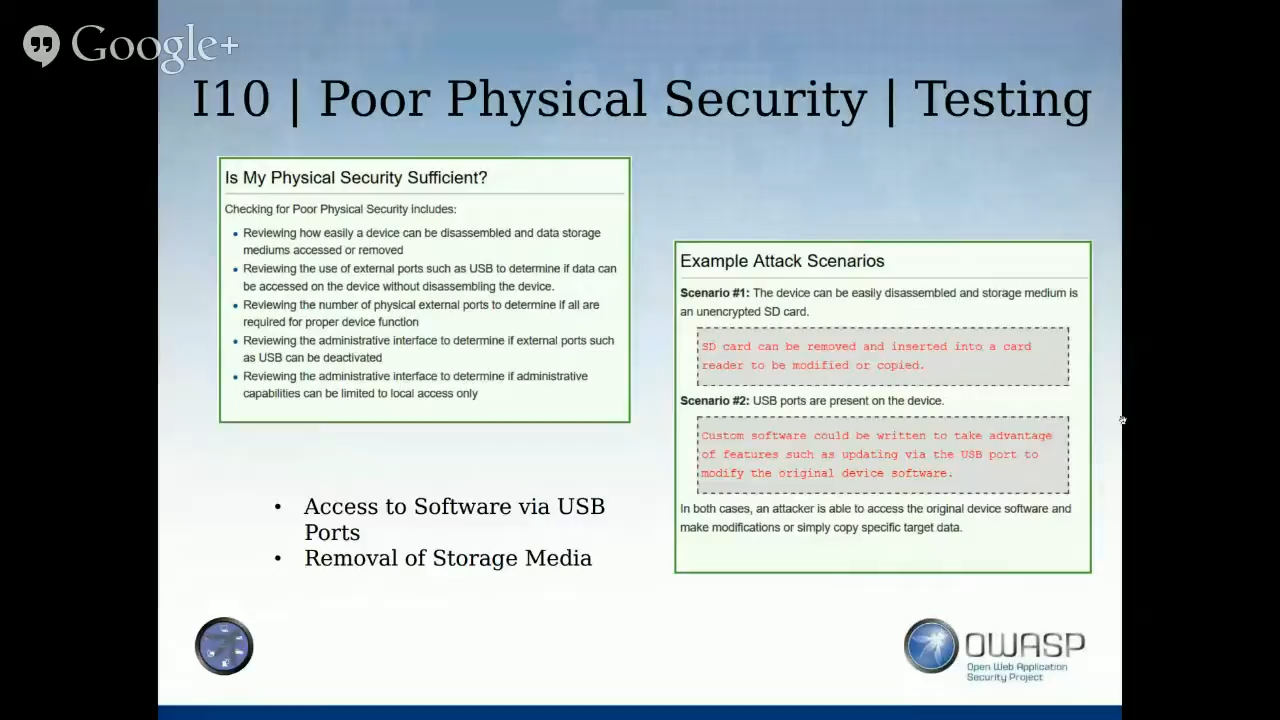 Google+
I10 | Poor Physical Security | Testing
Is My Physical Security Sufficient?
Checking for Poor Physical Security includes:
• Reviewing how easily a device can be disassembled and data storage
mediums accessed or removed
• Reviewing the use of external ports such as USB to determine if data can
be accessed on the device without disassembling the device.
• Reviewing the number of physical external ports to determine if all are
required for proper device function
• Reviewing the administrative interface to determine if external ports such
as USB can be deactivated
• Reviewing the administrative interface to determine if administrative
capabilities can be limited to local access only
Example Attack Scenarios
Scenario #1: The device can be easily disassembled and storage medium is
an unencrypted SD card.
SD card can be removed and inserted into a card
reader to be modified or copied.
Scenario #2: USB ports are present on the device.
Custom software could be written to take advantage
of features such as updating via the USB port to
modify the original device software.
In both cases, an attacker is able to access the original device software and
make modifications or simply copy specific target data.
• Access to Software via USB
Ports
• Removal of Storage Media
OWASP
Open Web Application
Security Project